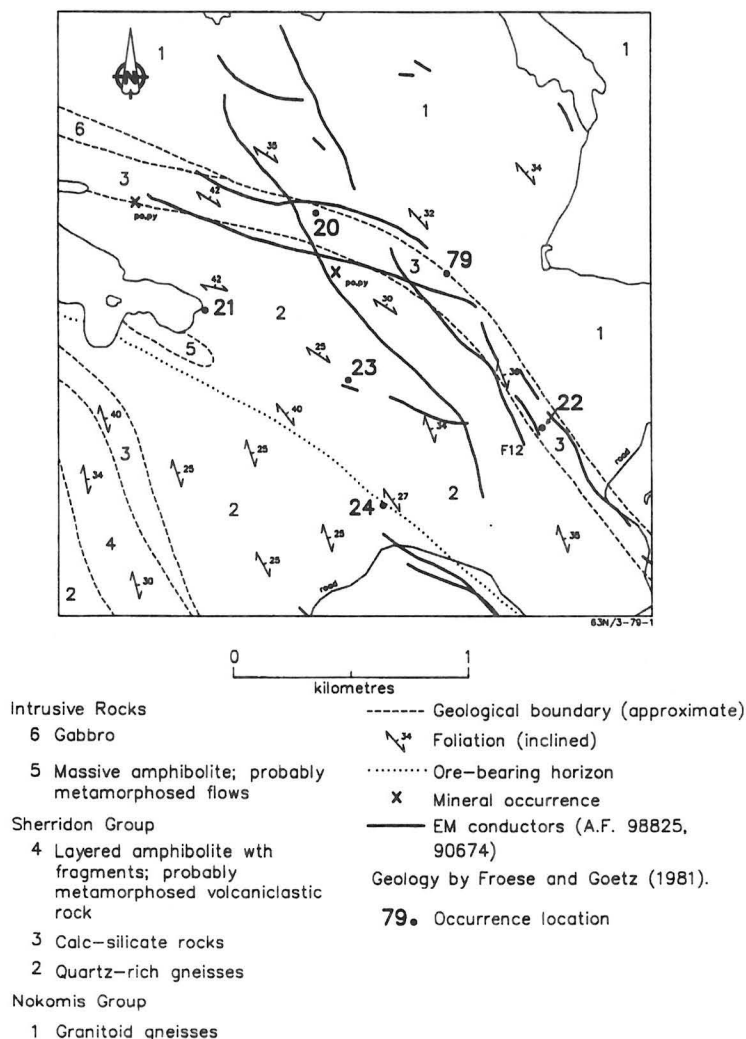 N
1
1
1
6
35
34
3
42
po,py
20
32
79
3
po,py
42
21
2
30
1
5
25
23
36
22
40
40
34
3
F12
3
road
25
25
34
27
2
24
2
4
25
25
35
30
2
road
63N/3-79-1
0 1
kilometres
Intrusive Rocks
6 Gabbro
5 Massive amphibolite; probably
metamorphosed flows
Sherridon Group
4 Layered amphibolite wth
fragments; probably
metamorphosed volcaniclastic
rock
3 Calc-silicate rocks
2 Quartz-rich gneisses
Nokomis Group
1 Granitoid gneisses
Geological boundary (approximate)
34 Foliation (inclined)
Ore-bearing horizon
x Mineral occurrence
EM conductors (A.F. 98825,
90674)
Geology by Froese and Goetz (1981).
79. Occurrence location